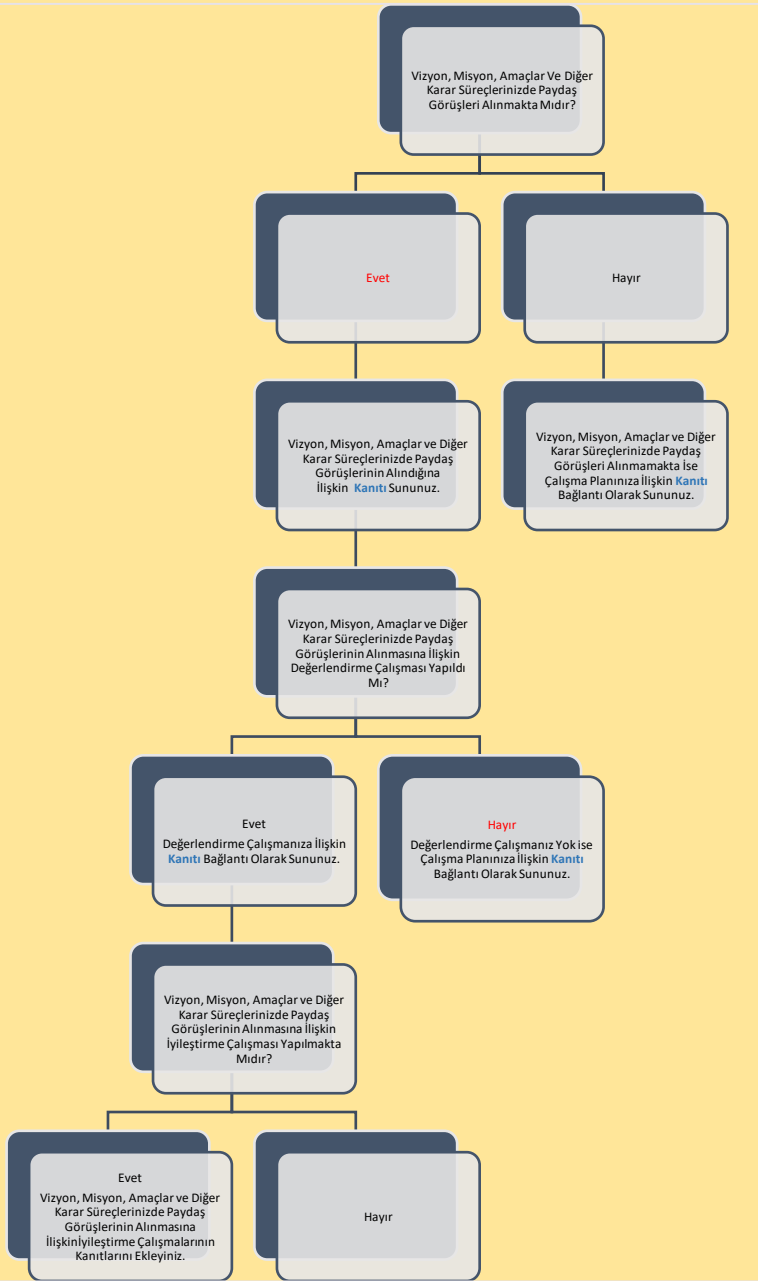 Vizyon, Misyon, Amaçlar Ve Diğer
Karar Süreçlerinizde Paydaş
Görüşleri Alınmakta Mıdır?
Evet
Hayır
Vizyon, Misyon, Amaçlar ve Diğer
Karar Süreçlerinizde Paydaş
Görüşlerinin Alındığına
İlişkin Kanıtı Sununuz.
Vizyon, Misyon, Amaçlar ve Diğer
Karar Süreçlerinizde Paydaş
Görüşleri Alınmamakta İse
Çalışma Planınıza İlişkin Kanıtı
Bağlantı Olarak Sununuz.
Vizyon, Misyon, Amaçlar ve Diğer
Karar Süreçlerinizde Paydaş
Görüşlerinin Alınmasına İlişkin
Değerlendirme Çalışması Yapıldı
Mı?
Evet
Değerlendirme Çalışmanıza İlişkin
Kanıtı Bağlantı Olarak Sununuz.
Hayır
Değerlendirme Çalışmanız Yok ise
Çalışma Planınıza İlişkin Kanıtı
Bağlantı Olarak Sununuz.
Vizyon, Misyon, Amaçlar ve Diğer
Karar Süreçlerinizde Paydaş
Görüşlerinin Alınmasına İlişkin
İyileştirme Çalışması Yapılmakta
Mıdır?
Evet
Vizyon, Misyon, Amaçlar ve Diğer
Karar Süreçlerinizde Paydaş
Görüşlerinin Alınmasına
İlişkinİyileştirme Çalışmalarının
Kanıtlarını Ekleyiniz.
Hayır